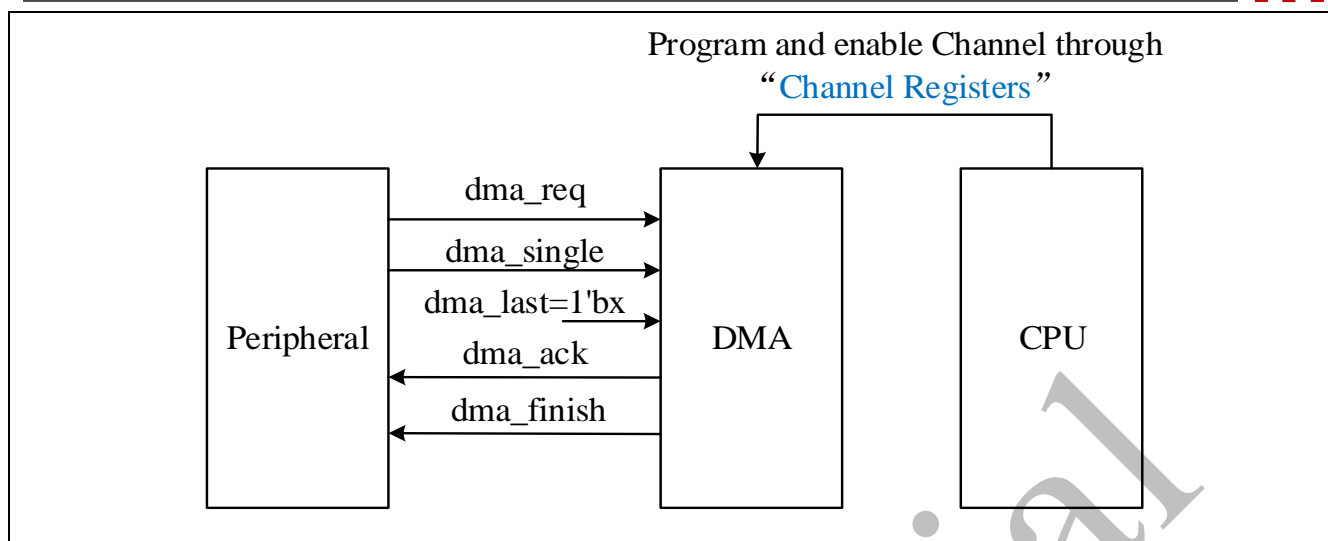 Program and enable Channel through
“Channel Registers”
dma_req
dma_single
dma_last=1'bx
Peripheral
DMA
CPU
dma_ack
dma_finish